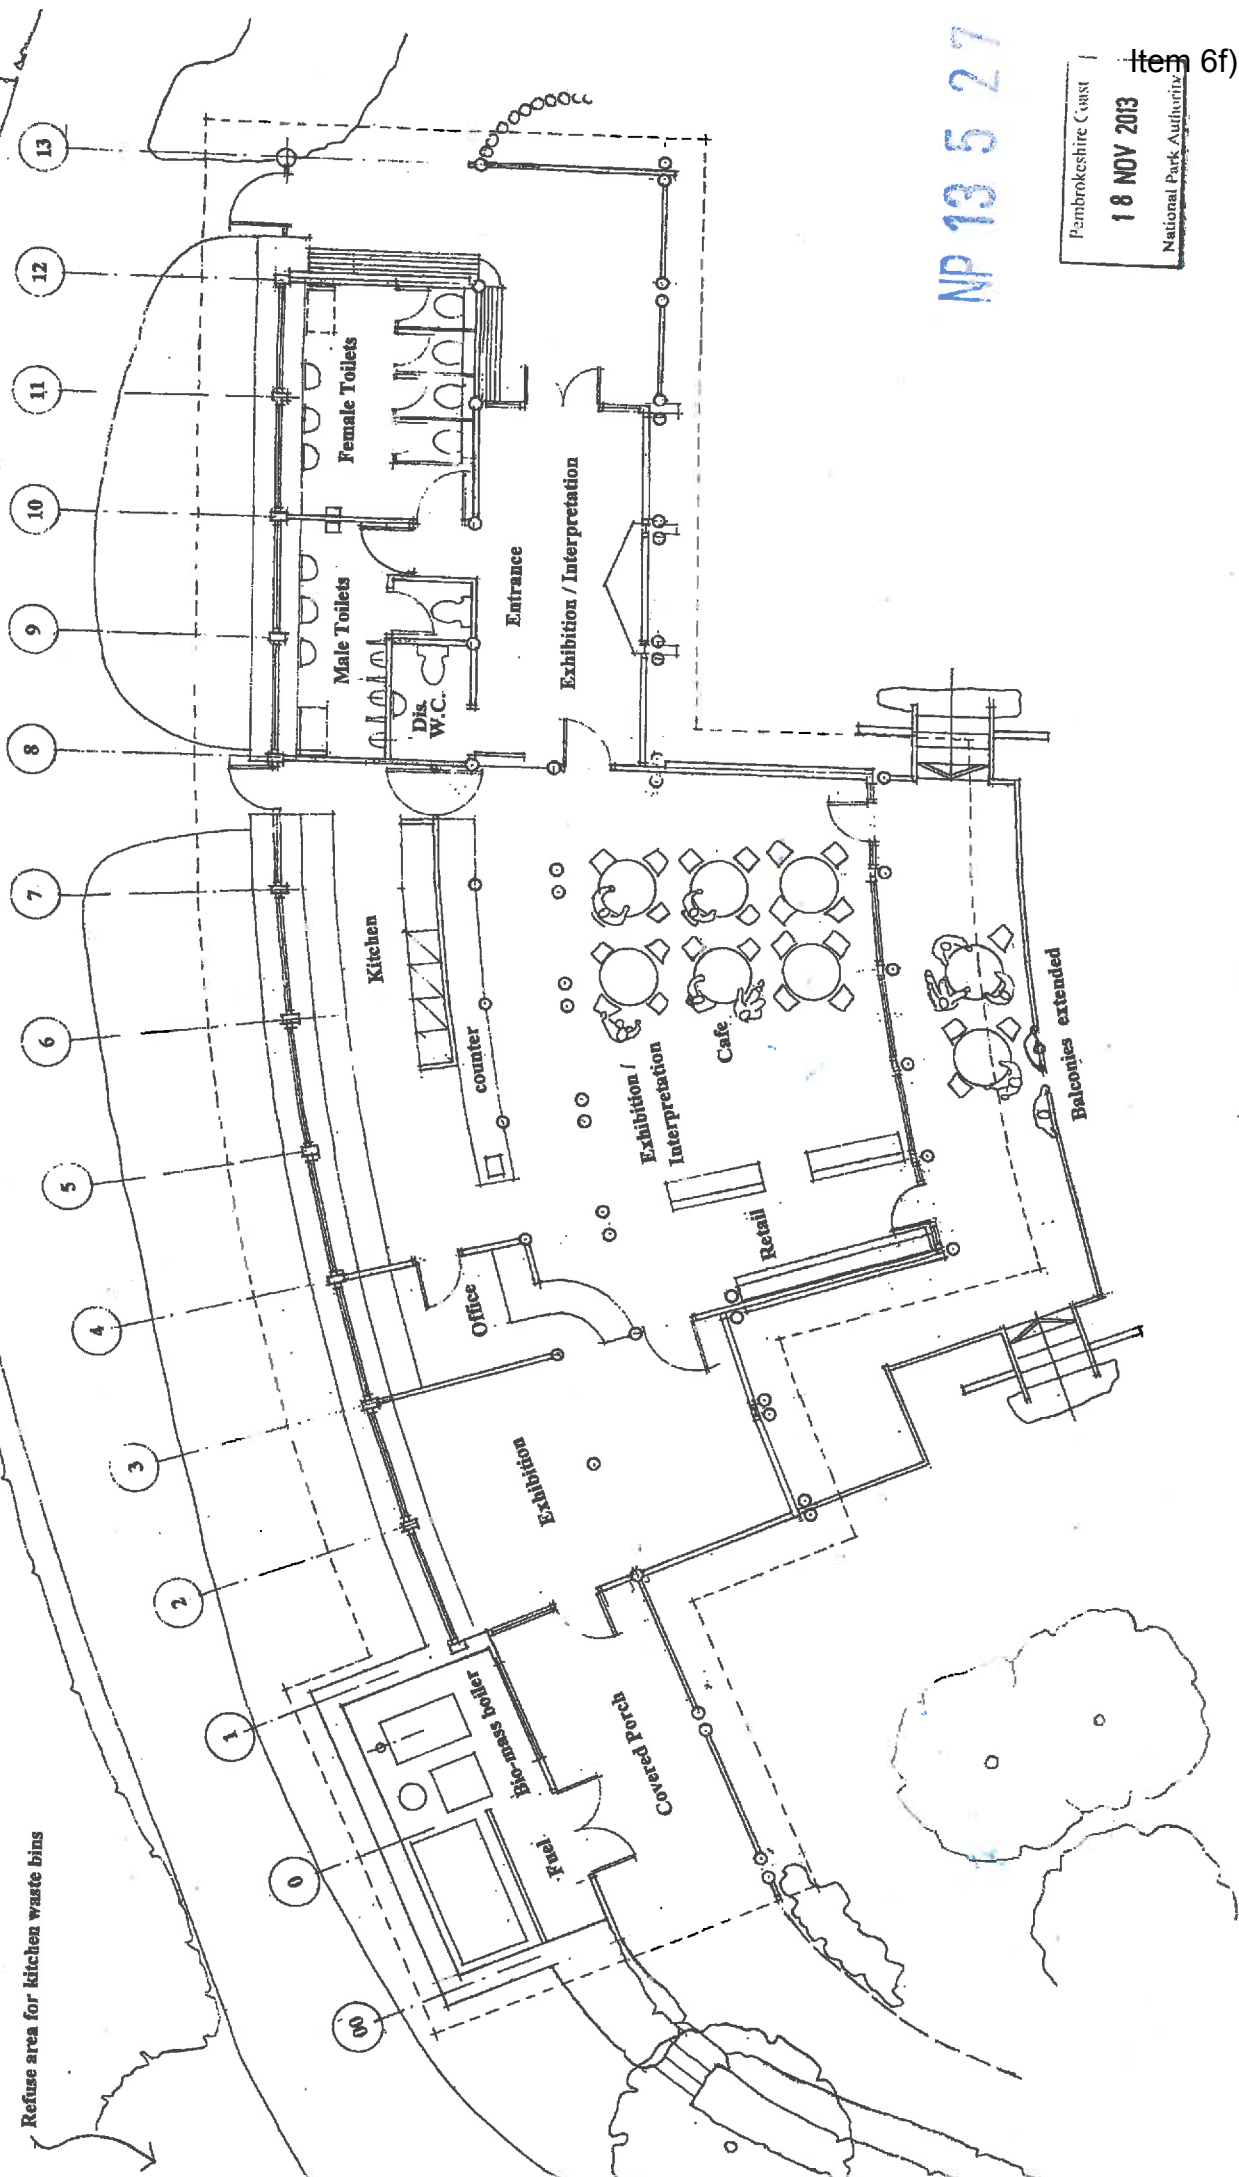 Item 6f)
Pembrokeshire Coast
18 NOV 2013
National Park Authority
NP 13 5 27
13
12
11
10
9
8
7
6
5
4
3
2
1
0
00
Female Toilets
Male Toilets
Dis.
W.C.
Entrance
Exhibition / Interpretation
Kitchen
counter
Cafe
Exhibition /
Interpretation
Balconies extended
Retail
Office
Exhibition
Bio-mass boiler
Fuel
Covered Porch
Refuse area for kitchen waste bins